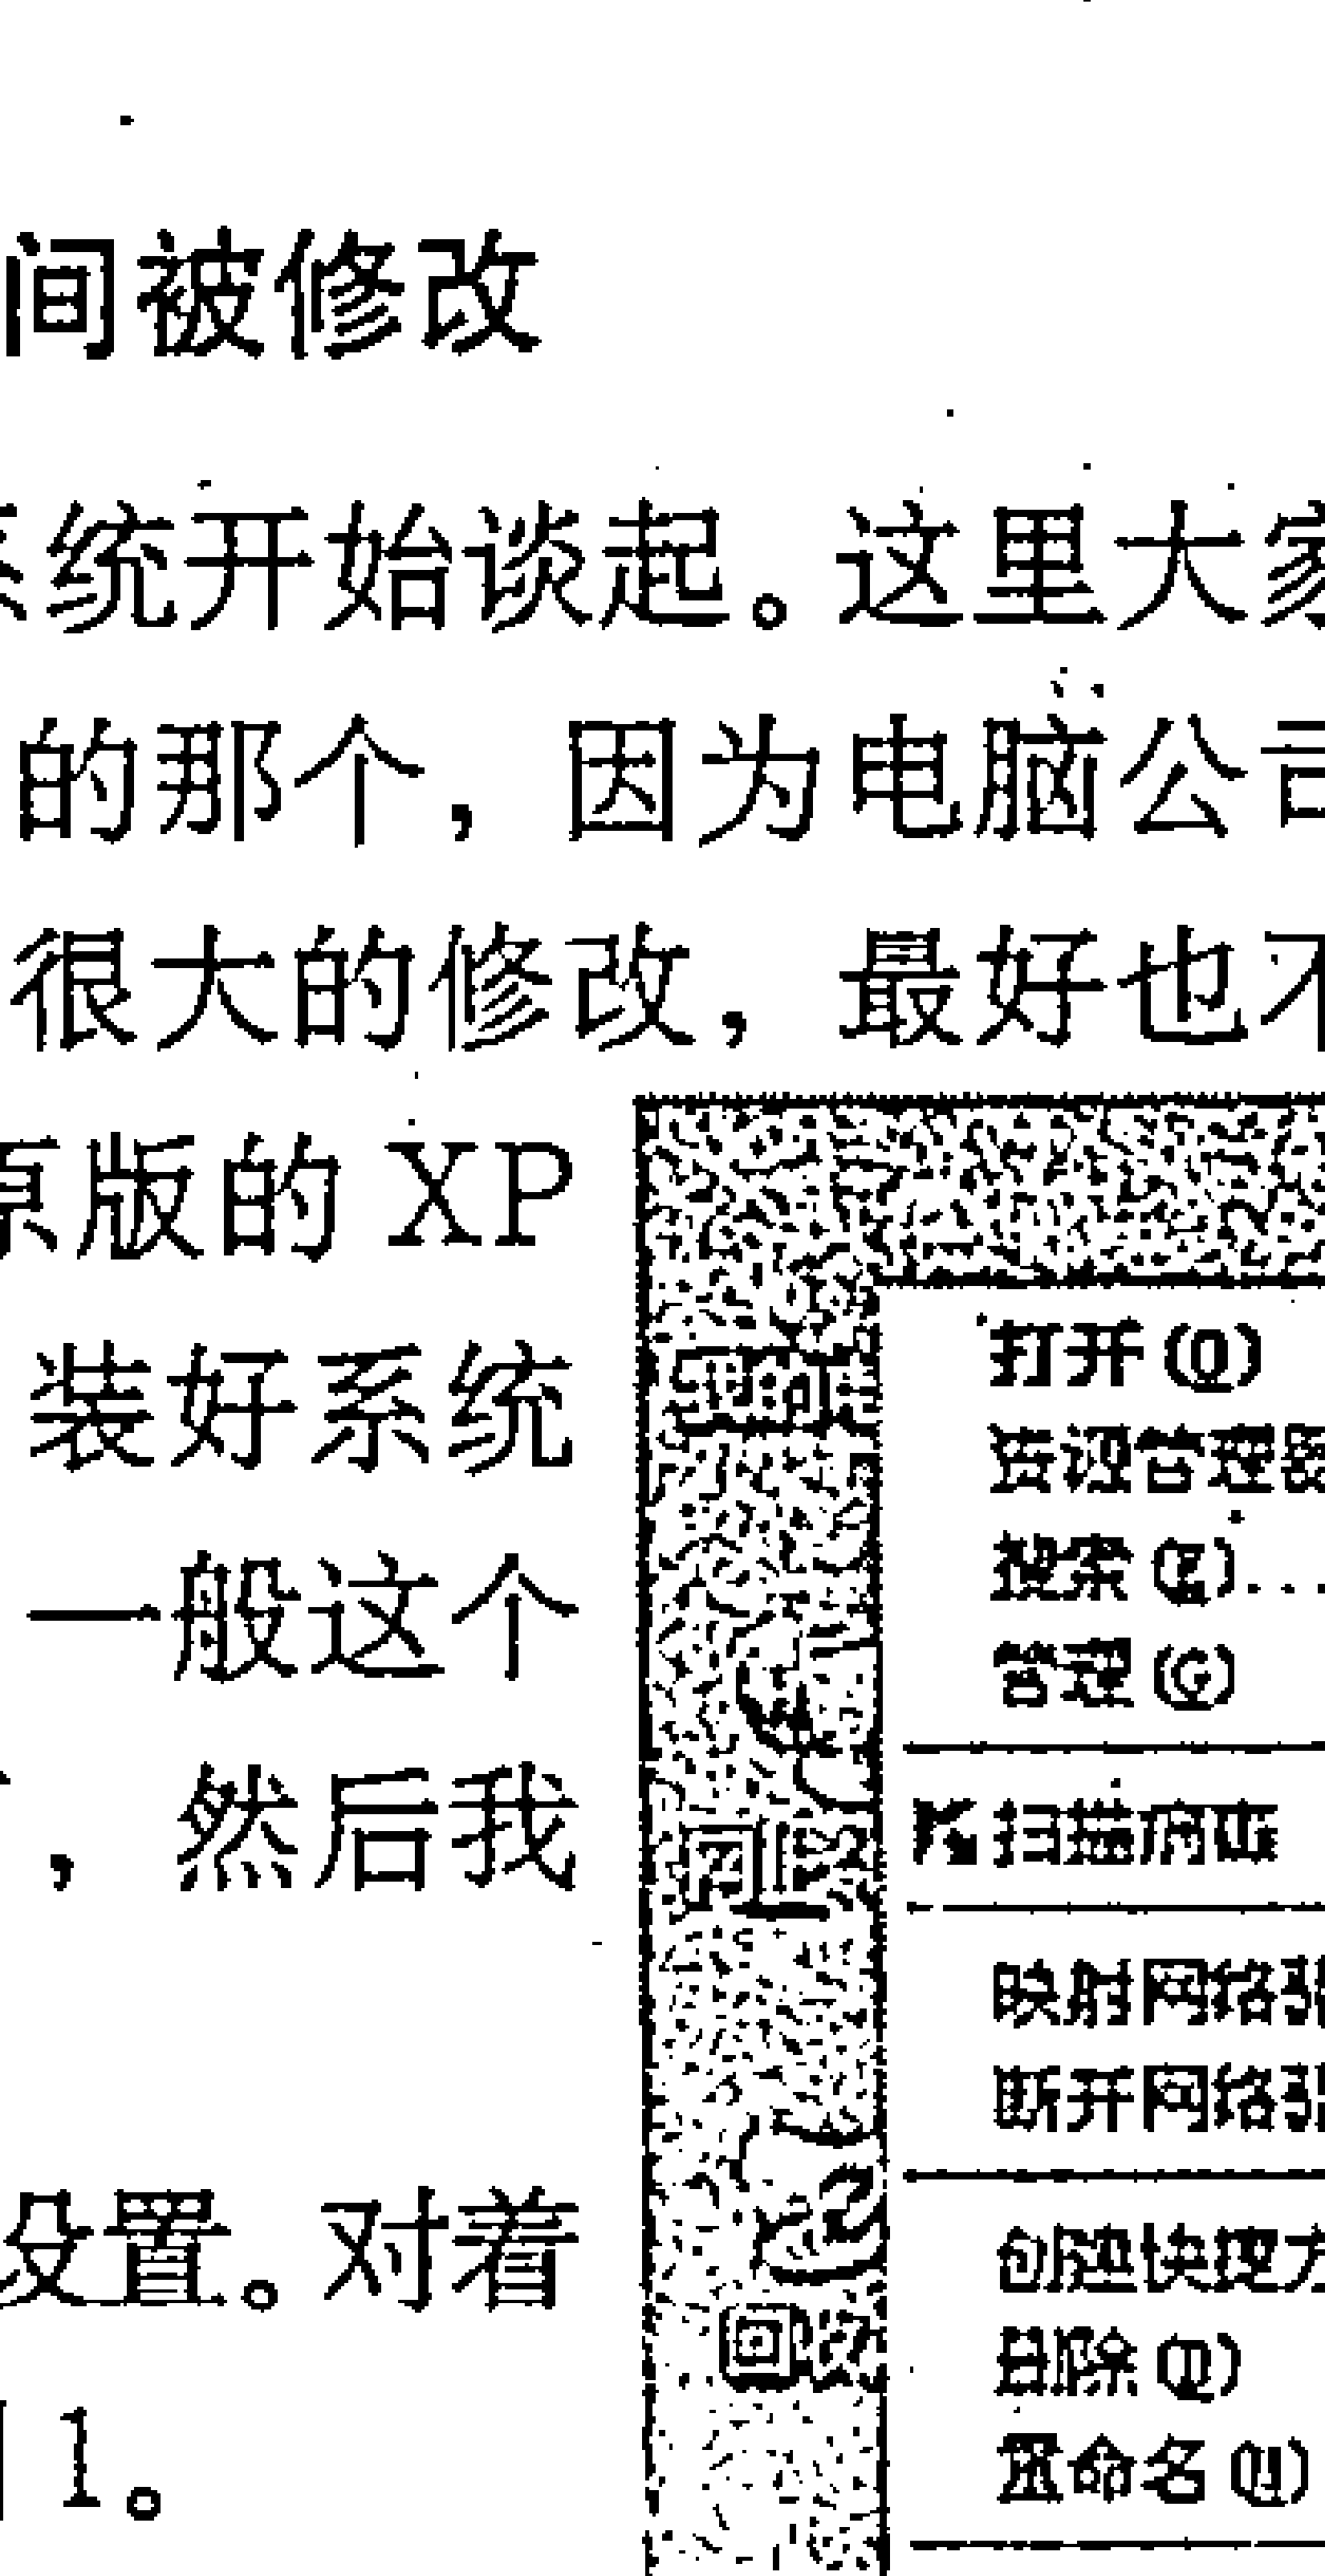 间被修改
系统开始谈起。这里大家
的那个，因为电脑公司
很大的修改，最好也不
原版的 XP
装好系统
一般这个
，然后我
设置。对着
1。
打开(O)
资源管理器
搜索(E)...
管理(G)
扫描病毒
映射网络驱
断开网络驱
创建快捷方
删除(D)
重命名(M)
回收